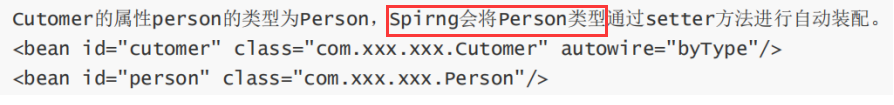 Cutomer的属性person的类型为Person，Spirng会将Person类型通过setter方法进行自动装配。
<bean id="cutomer" class="com.xxx.xxx.Cutomer" autowire="byType"/>
<bean id="person" class="com.xxx.xxx.Person"/>